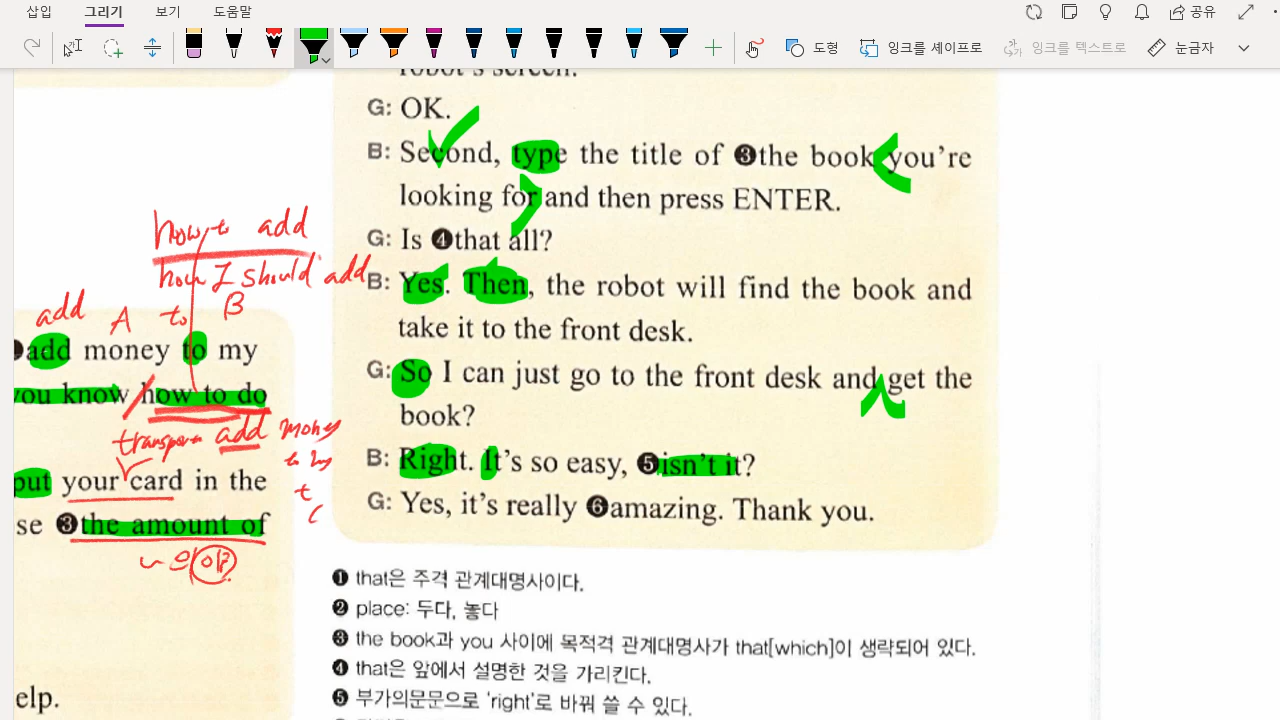 삽입 그리기 보기 도움말 공유
도형 잉크를 셰이프로 잉크를 텍스트로 눈금자
robot's screen.
G: OK.
B: Second, type the title of ❸the book you're
looking for and then press ENTER.
G: Is ❹that all?
B: Yes. Then, the robot will find the book and
take it to the front desk.
G: So I can just go to the front desk and get the
book?
B: Right. It's so easy, ❺isn't it?
G: Yes, it's really ❻amazing. Thank you.
❶ that은 주격 관계대명사이다.
❷ place: 두다, 놓다
❸ the book과 you 사이에 목적격 관계대명사가 that[which]이 생략되어 있다.
❹ that은 앞에서 설명한 것을 가리킨다.
❺ 부가의문문으로 'right'로 바꿔 쓸 수 있다.
how to add
how I should add
add A to B
add money to my
you know how to do
add money
to my
t
c
put your card in the
se ❸the amount of
~은 양
elp.